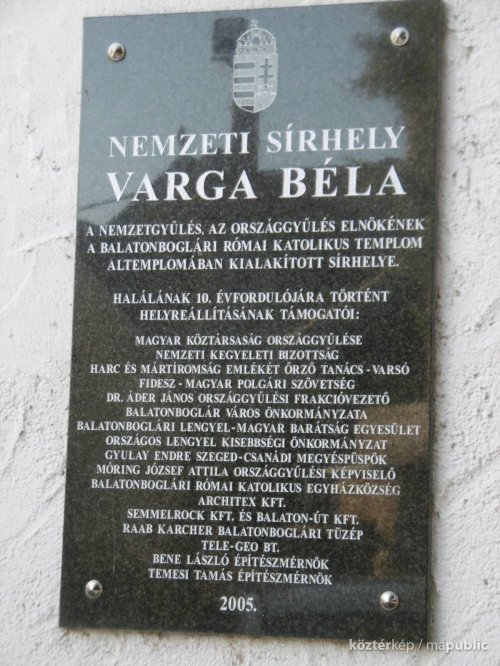 NEMZETI SÍRHELY
VARGA BÉLA
A NEMZETGYŰLÉS, AZ ORSZÁGGYŰLÉS ELNÖKÉNEK
A BALATONBOGLÁRI RÓMAI KATOLIKUS TEMPLOM
ALTEMPLOMÁBAN KIALAKÍTOTT SÍRHELYE.
HALÁLÁNAK 10. ÉVFORDULÓJÁRA TÖRTÉNT
HELYREÁLLÍTÁSÁNAK TÁMOGATÓI:
MAGYAR KÖZTÁRSASÁG ORSZÁGGYŰLÉSE
NEMZETI KEGYELETI BIZOTTSÁG
HARC ÉS MÁRTÍROMSÁG EMLÉKÉT ŐRZŐ TANÁCS - VARSÓ
FIDESZ - MAGYAR POLGÁRI SZÖVETSÉG
DR. ÁDER JÁNOS ORSZÁGGYŰLÉSI FRAKCIÓVEZETŐ
BALATONBOGLÁR VÁROS ÖNKORMÁNYZATA
BALATONBOGLÁRI LENGYEL-MAGYAR BARÁTSÁG EGYESÜLET
ORSZÁGOS LENGYEL KISEBBSÉGI ÖNKORMÁNYZAT
GYULAY ENDRE SZEGED-CSANÁDI MEGYÉSPÜSPÖK
MÓRING JÓZSEF ATTILA ORSZÁGGYŰLÉSI KÉPVISELŐ
BALATONBOGLÁRI RÓMAI KATOLIKUS EGYHÁZKÖZSÉG
ARCHITEX KFT.
SEMMELROCK KFT. ÉS BALATON-ÚT KFT.
RAAB KARCHER BALATONBOGLÁRI TÜZÉP
TELE-GEO BT.
BENE LÁSZLÓ ÉPÍTÉSZMÉRNÖK
TEMESI TAMÁS ÉPÍTÉSZMÉRNÖK
2005.
köztérkép / mapublic